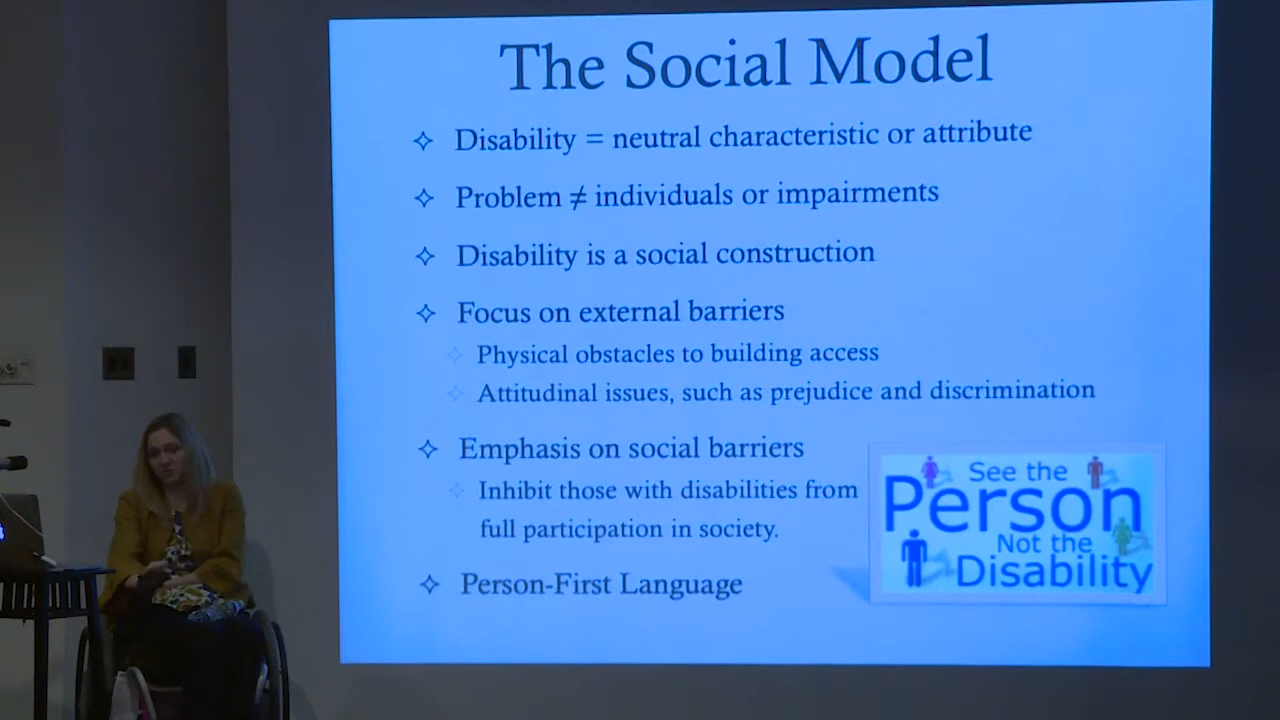 The Social Model
Disability = neutral characteristic or attribute
Problem ≠ individuals or impairments
Disability is a social construction
Focus on external barriers
Physical obstacles to building access
Attitudinal issues, such as prejudice and discrimination
Emphasis on social barriers
Inhibit those with disabilities from
full participation in society.
Person-First Language
See the
Person
Not the
Disability